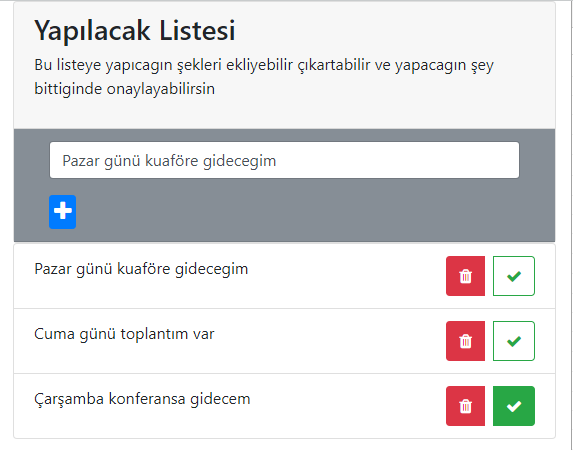 Yapılacak Listesi
Bu listeye yapıcagın şekleri ekliyebilir çıkartabilir ve yapacagın şey
bittiginde onaylayabilirsin
Pazar günü kuaföre gidecegim
Pazar günü kuaföre gidecegim
Cuma günü toplantım var
Çarşamba konferansa gidecem